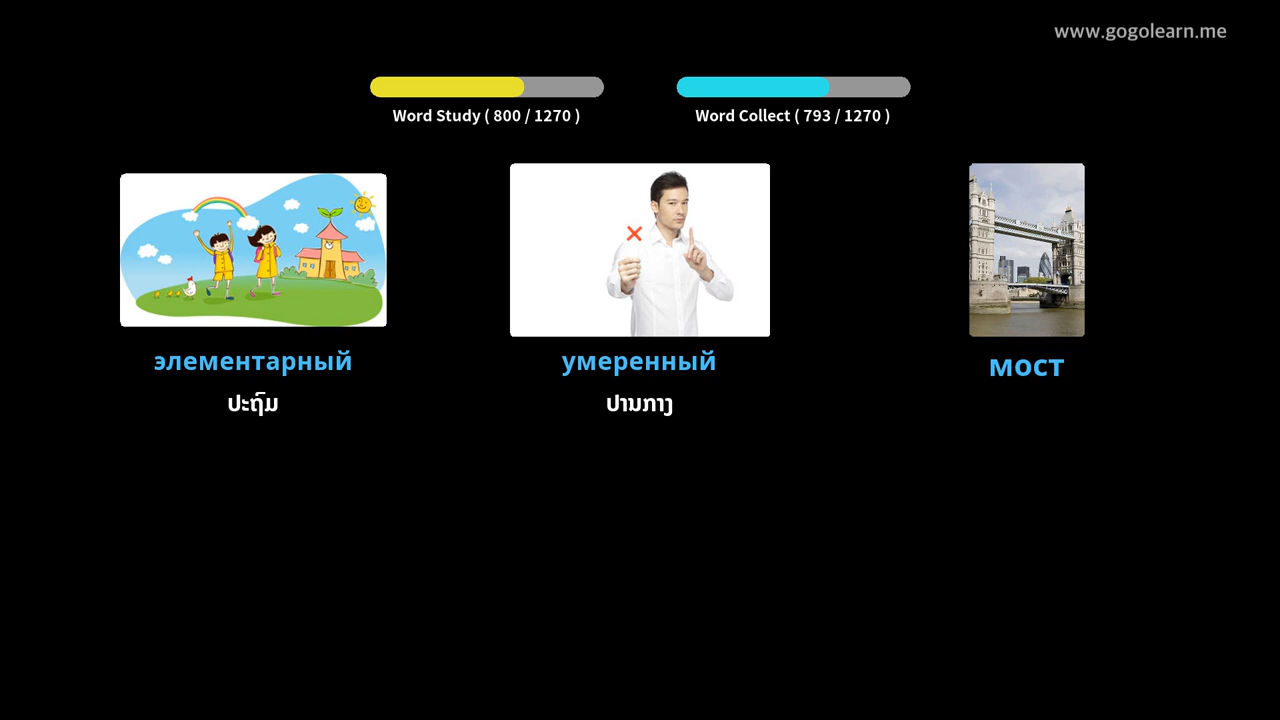 www.gogolearn.me
Word Study ( 800 / 1270 )
Word Collect ( 793 / 1270 )
элементарный
умеренный
мост
ປະຖົມ
ປານກາງ